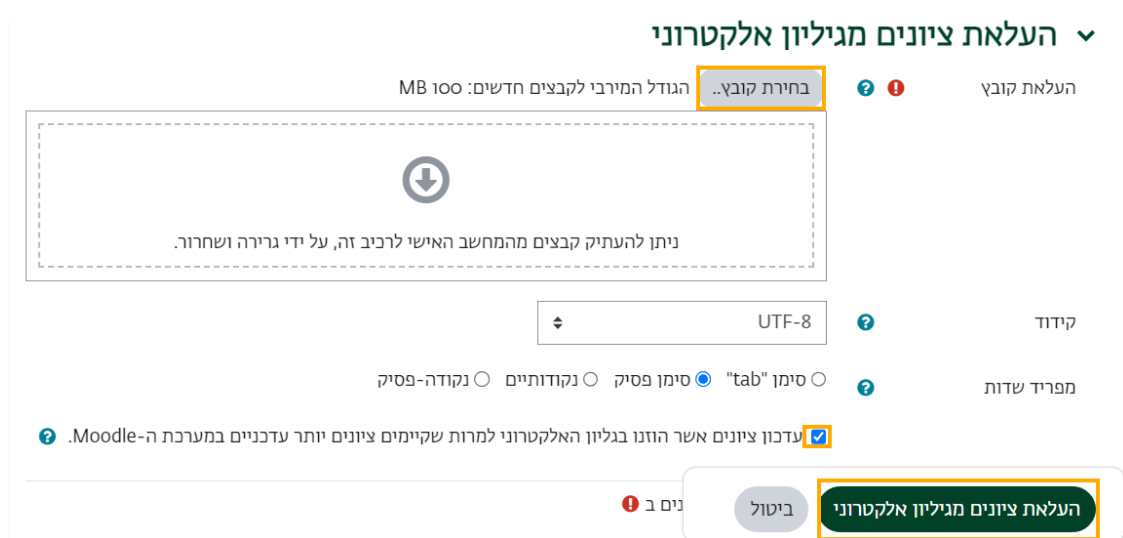 העלאת ציונים מגיליון אלקטרוני
העלאת קובץ
בחירת קובץ.. הגודל המירבי לקבצים חדשים: 100 MB
ניתן להעתיק קבצים מהמחשב האישי לרכיב זה, על ידי גרירה ושחרור.
קידוד
UTF-8
מפריד שדות
סימן "tab" סימן פסיק נקודותיים נקודה-פסיק
עדכון ציונים אשר הוזנו בגליון האלקטרוני למרות שקיימים ציונים יותר עדכניים במערכת ה-Moodle.
העלאת ציונים מגיליון אלקטרוני ביטול